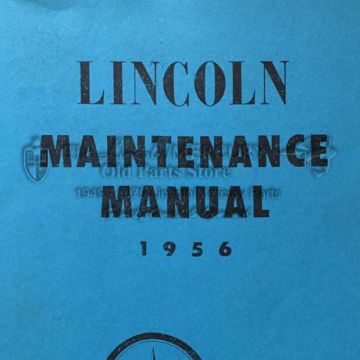 LINCOLN
MAINTENANCE
Old Parts Store
MANUAL
1956